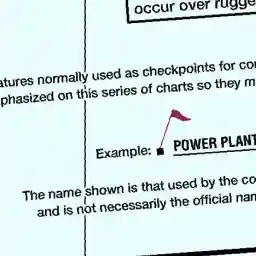 occur over rugge
atures normally used as checkpoints for co
phasized on this series of charts so they m
Example: POWER PLANT
The name shown is that used by the co
and is not necessarily the official nam